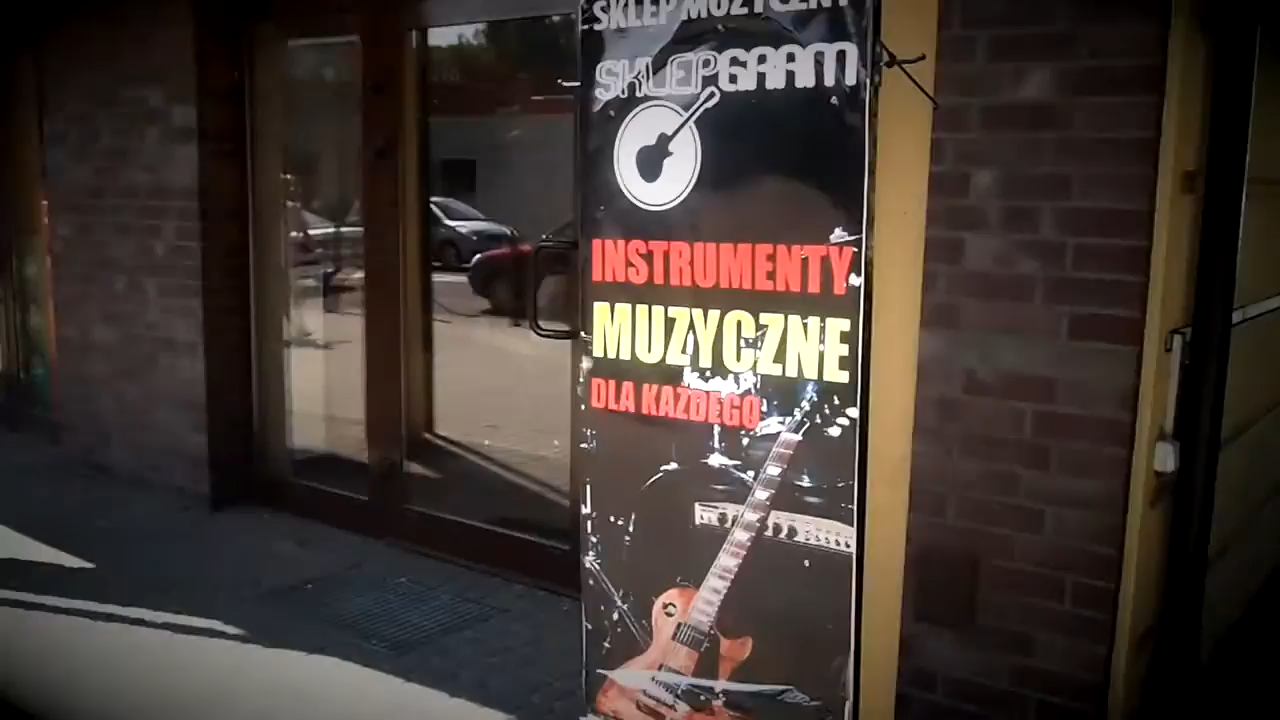 SKLEP MUZYCZNY
SKLEPGRAM
INSTRUMENTY
MUZYCZNE
DLA KAŻDEGO